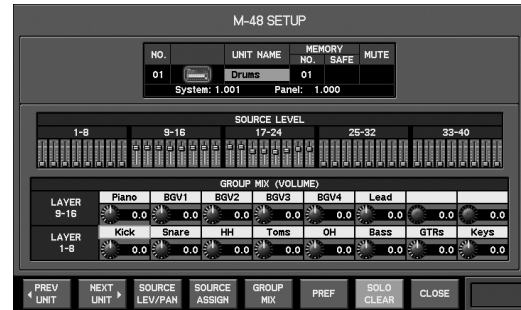 M-48 SETUP
NO. UNIT NAME MEMORY MUTE
NO. SAFE
01 Drums 01
System: 1.001 Panel: 1.000
SOURCE LEVEL
1-8 9-16 17-24 25-32 33-40
GROUP MIX (VOLUME)
LAYER 9-16
Piano BGV1 BGV2 BGV3 BGV4 Lead
0.0 0.0 0.0 0.0 0.0 0.0 0.0 0.0
LAYER 1-8
Kick Snare HH Toms OH Bass GTRs Keys
0.0 0.0 0.0 0.0 0.0 0.0 0.0 0.0
PREV UNIT
NEXT UNIT
SOURCE LEV/PAN
SOURCE ASSIGN
GROUP MIX
PREF
SOLO CLEAR
CLOSE